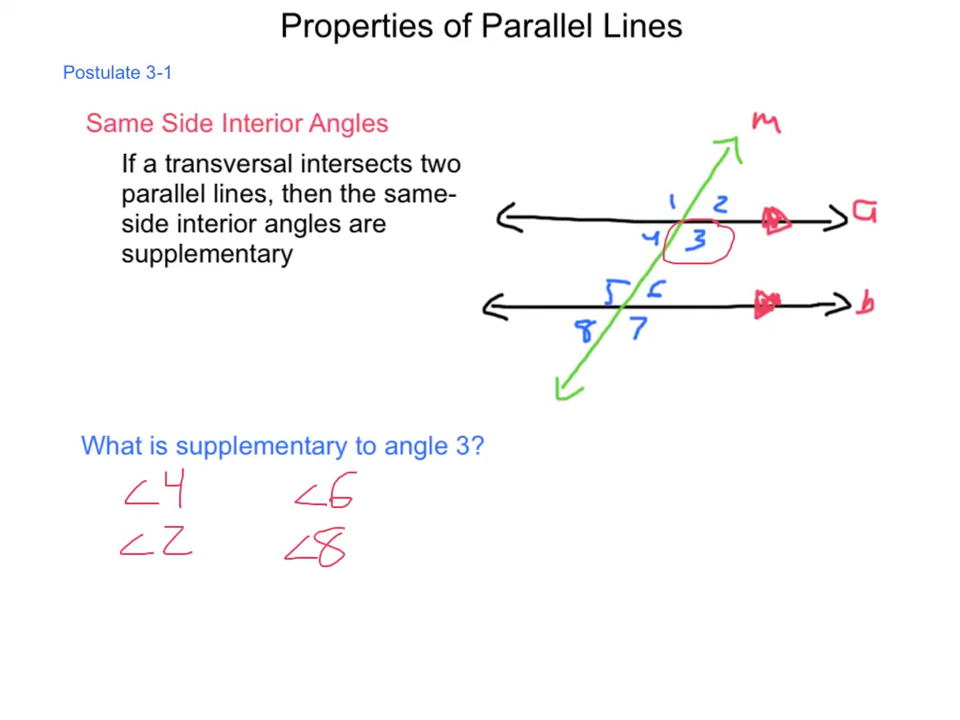 Properties of Parallel Lines
Postulate 3-1
Same Side Interior Angles
If a transversal intersects two
parallel lines, then the same-
side interior angles are
supplementary
m
1 2
a
4 3
5 6
b
8 7
What is supplementary to angle 3?
<4 <6
<2 <8